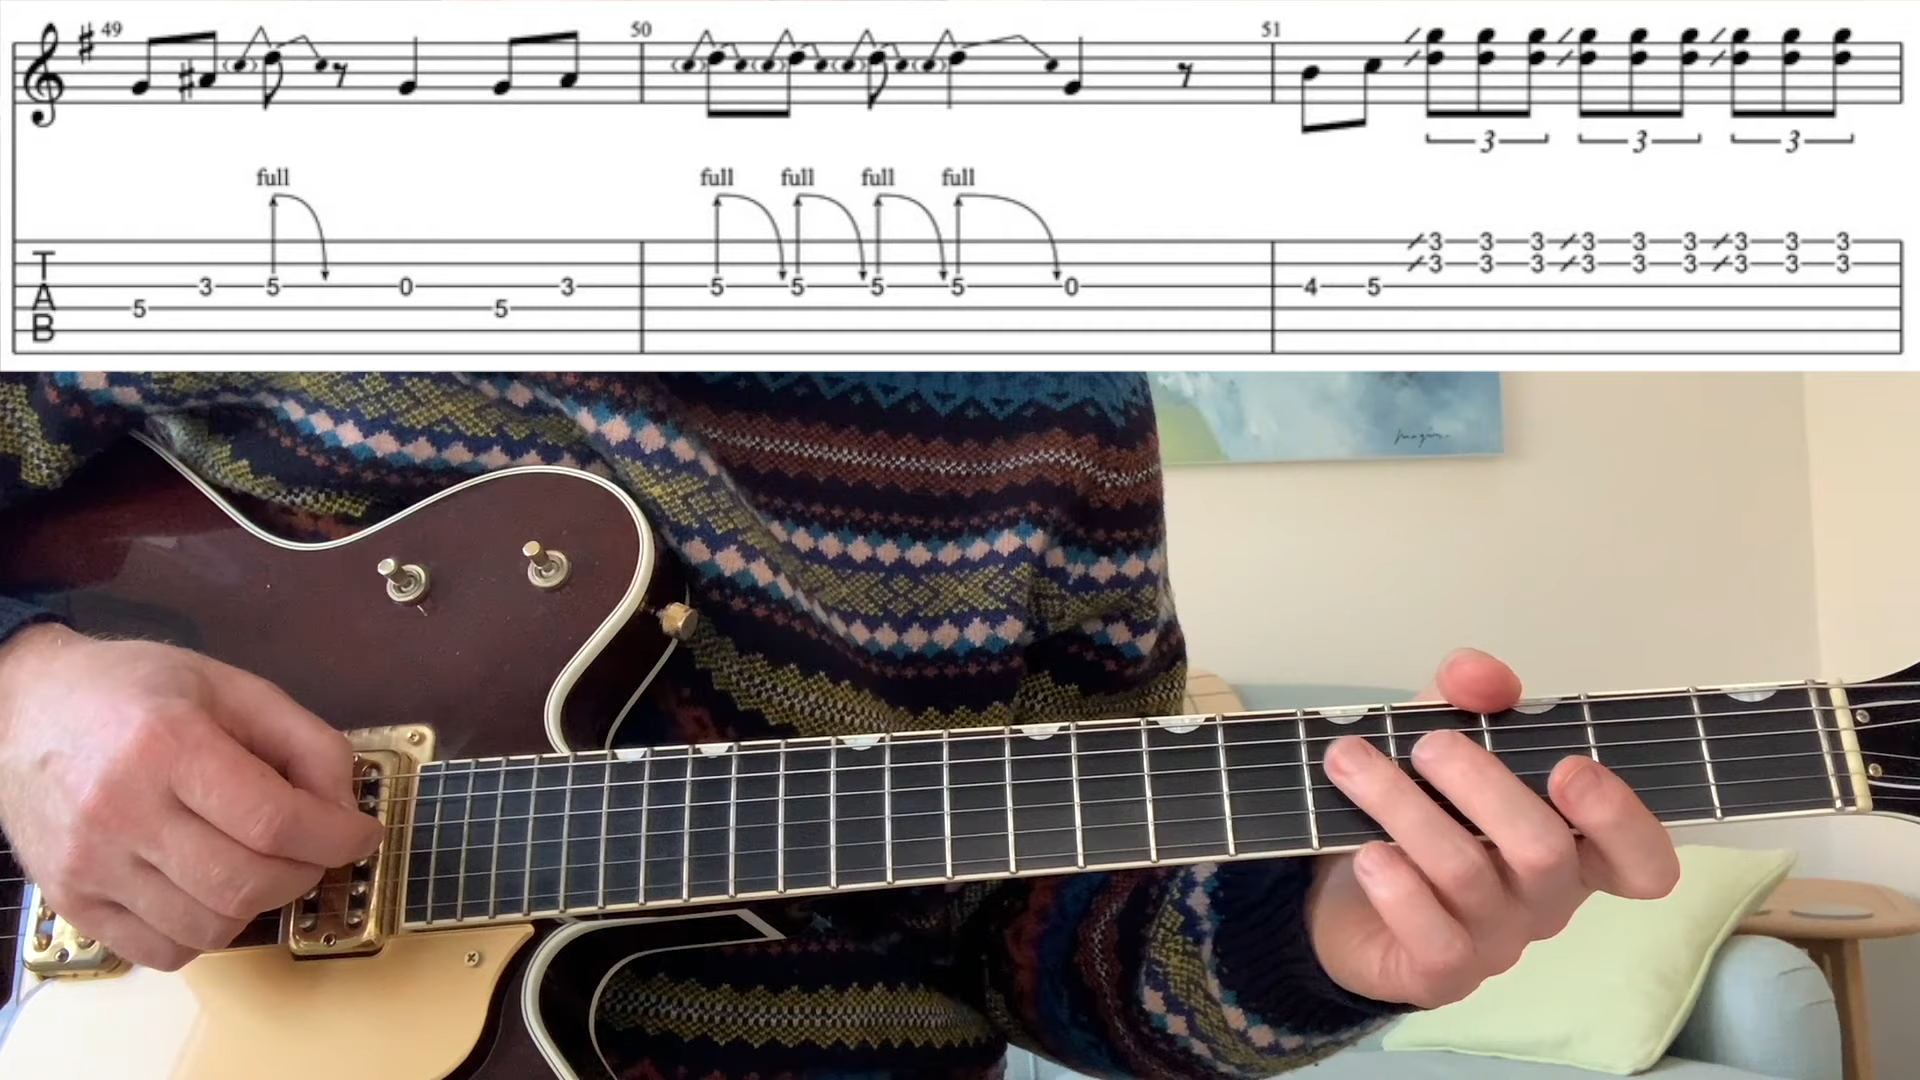 49 50 51
3 3 3
full full full full full
T 3 3 3 3 3 3 3 3 3
3 3 3 3 3 3 3 3 3
A 3 5 0 3 5 5 5 5 0 4 5
B 5 5